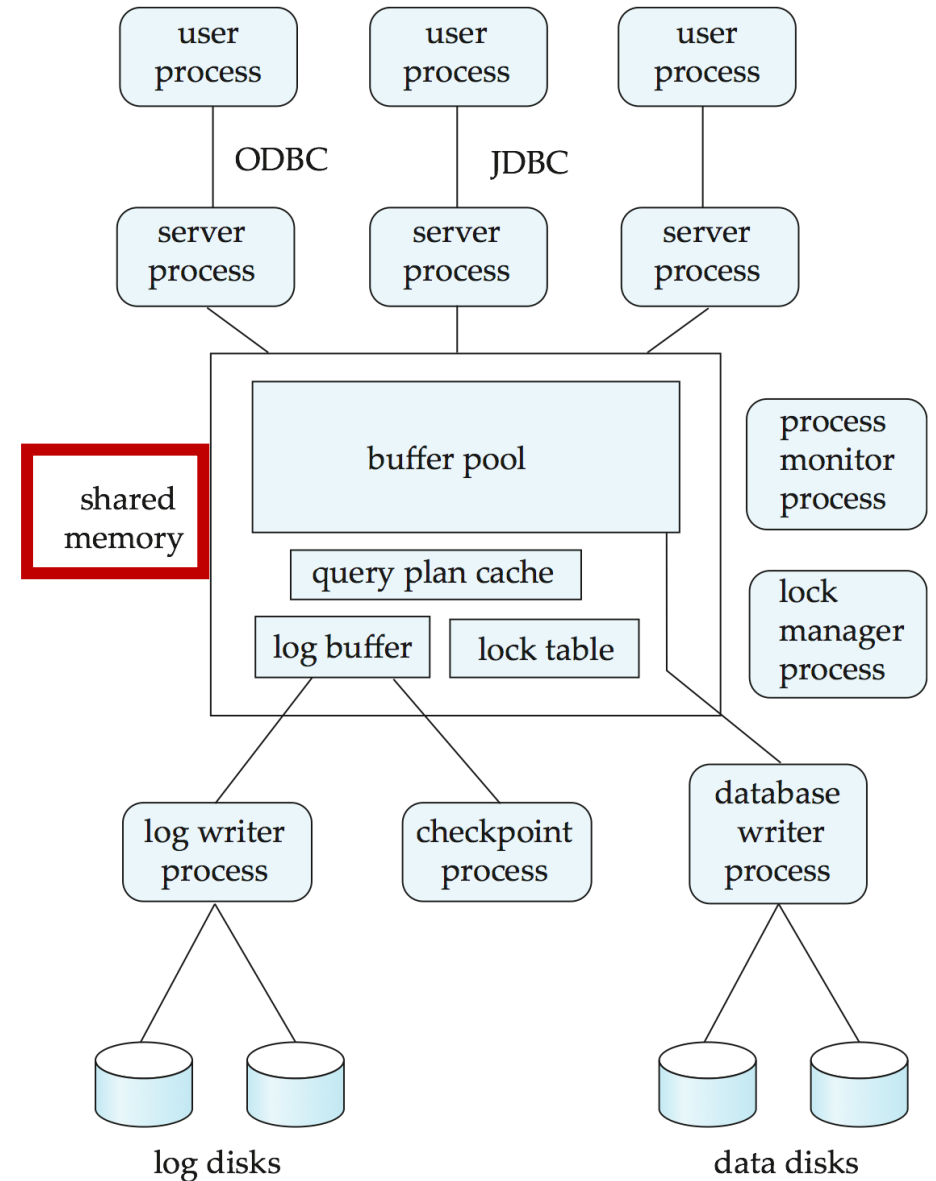 user
process
user
process
user
process
ODBC
JDBC
server
process
server
process
server
process
shared
memory
buffer pool
query plan cache
log buffer
lock table
process
monitor
process
lock
manager
process
log writer
process
checkpoint
process
database
writer
process
log disks
data disks